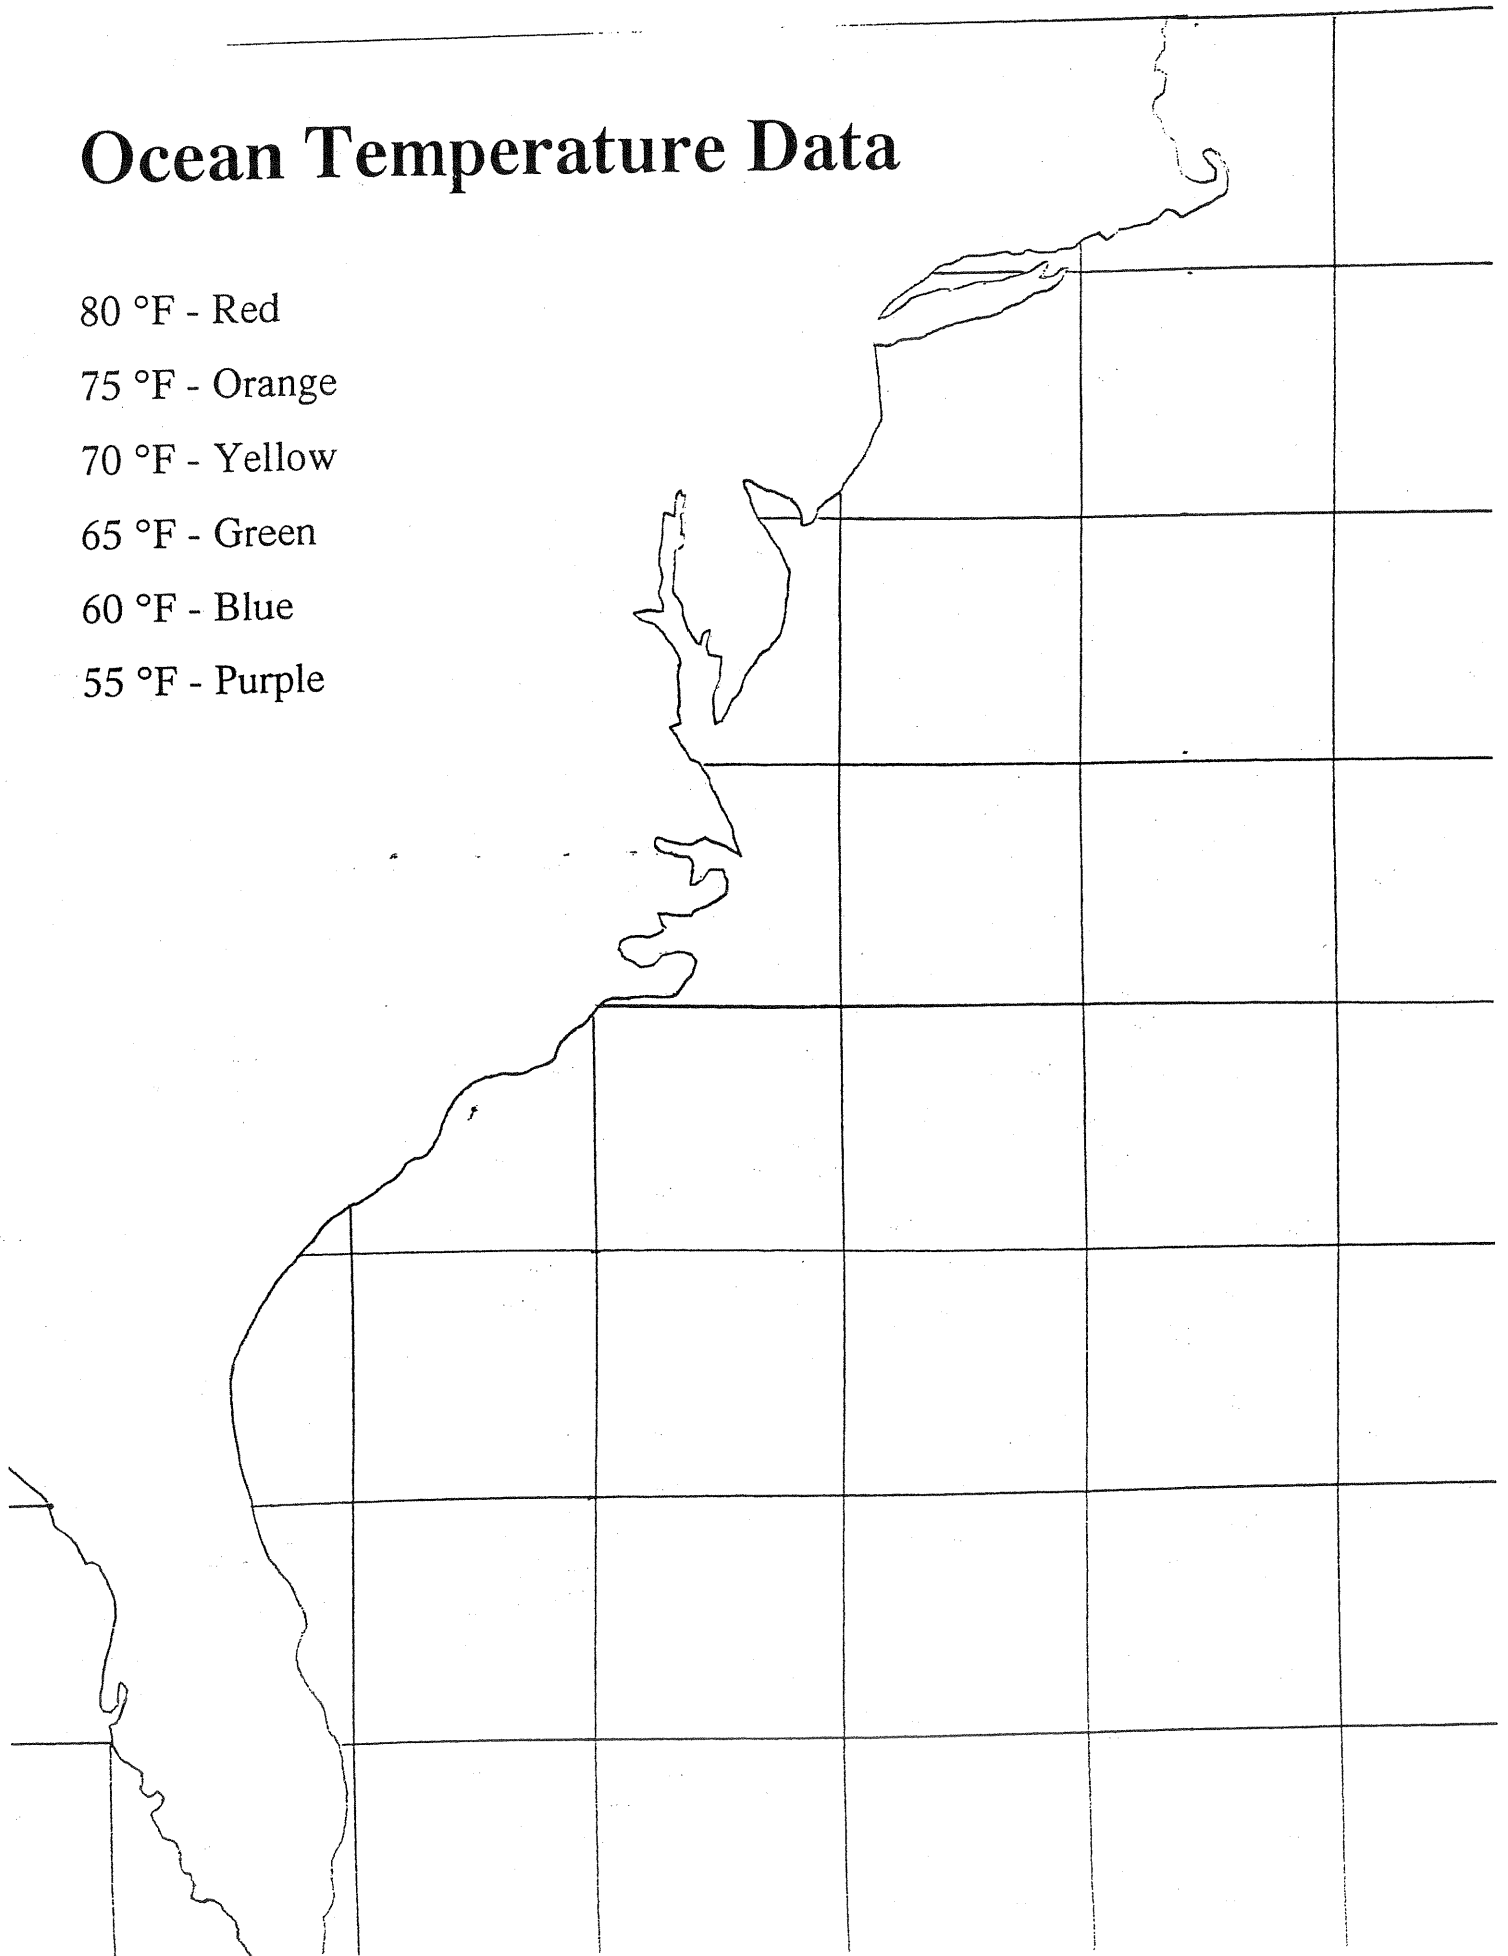 Ocean Temperature Data
80 °F - Red
75 °F - Orange
70 °F - Yellow
65 °F - Green
60 °F - Blue
55 °F - Purple